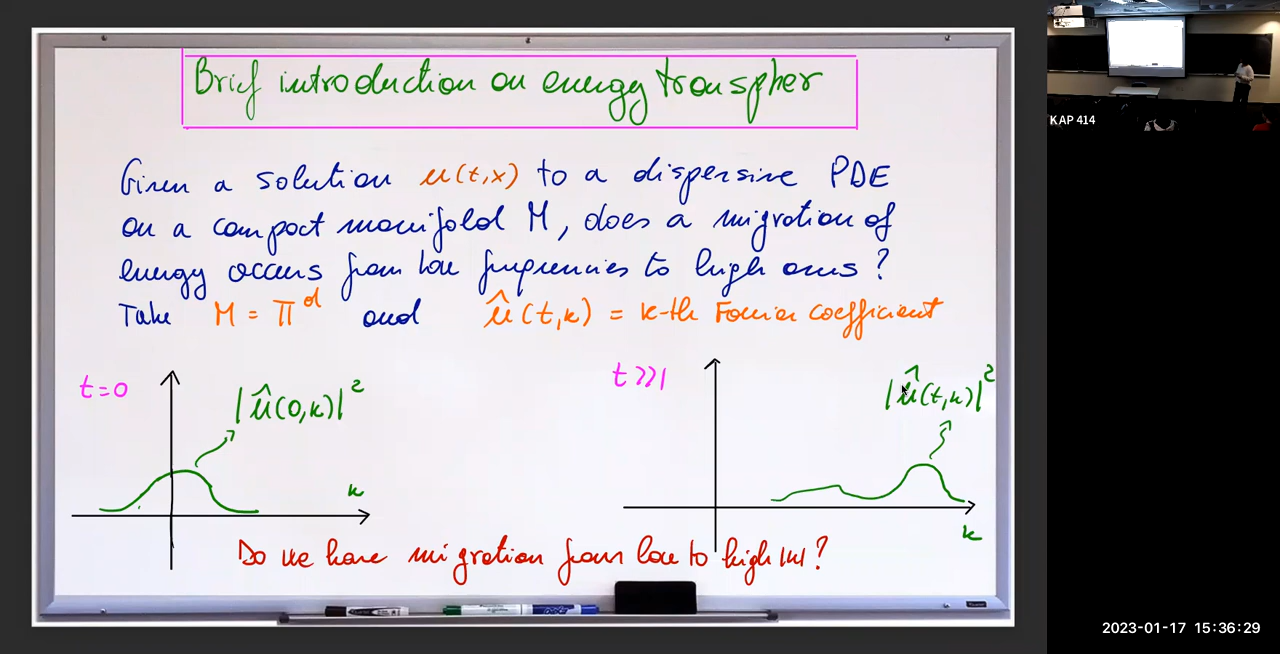 Brief introduction on energy transpher
Given a solution u(t,x) to a dispersive PDE
on a compact manifold M, does a migration of
energy occurs from low frequencies to high ones?
Take M = 𝕋^d and û(t,k) = k-th Fourier coefficient
t=0
|û(0,k)|²
k
t>>1
|û(t,k)|²
k
Do we have migration from low to high |k|?
KAP 414
2023-01-17 15:36:29